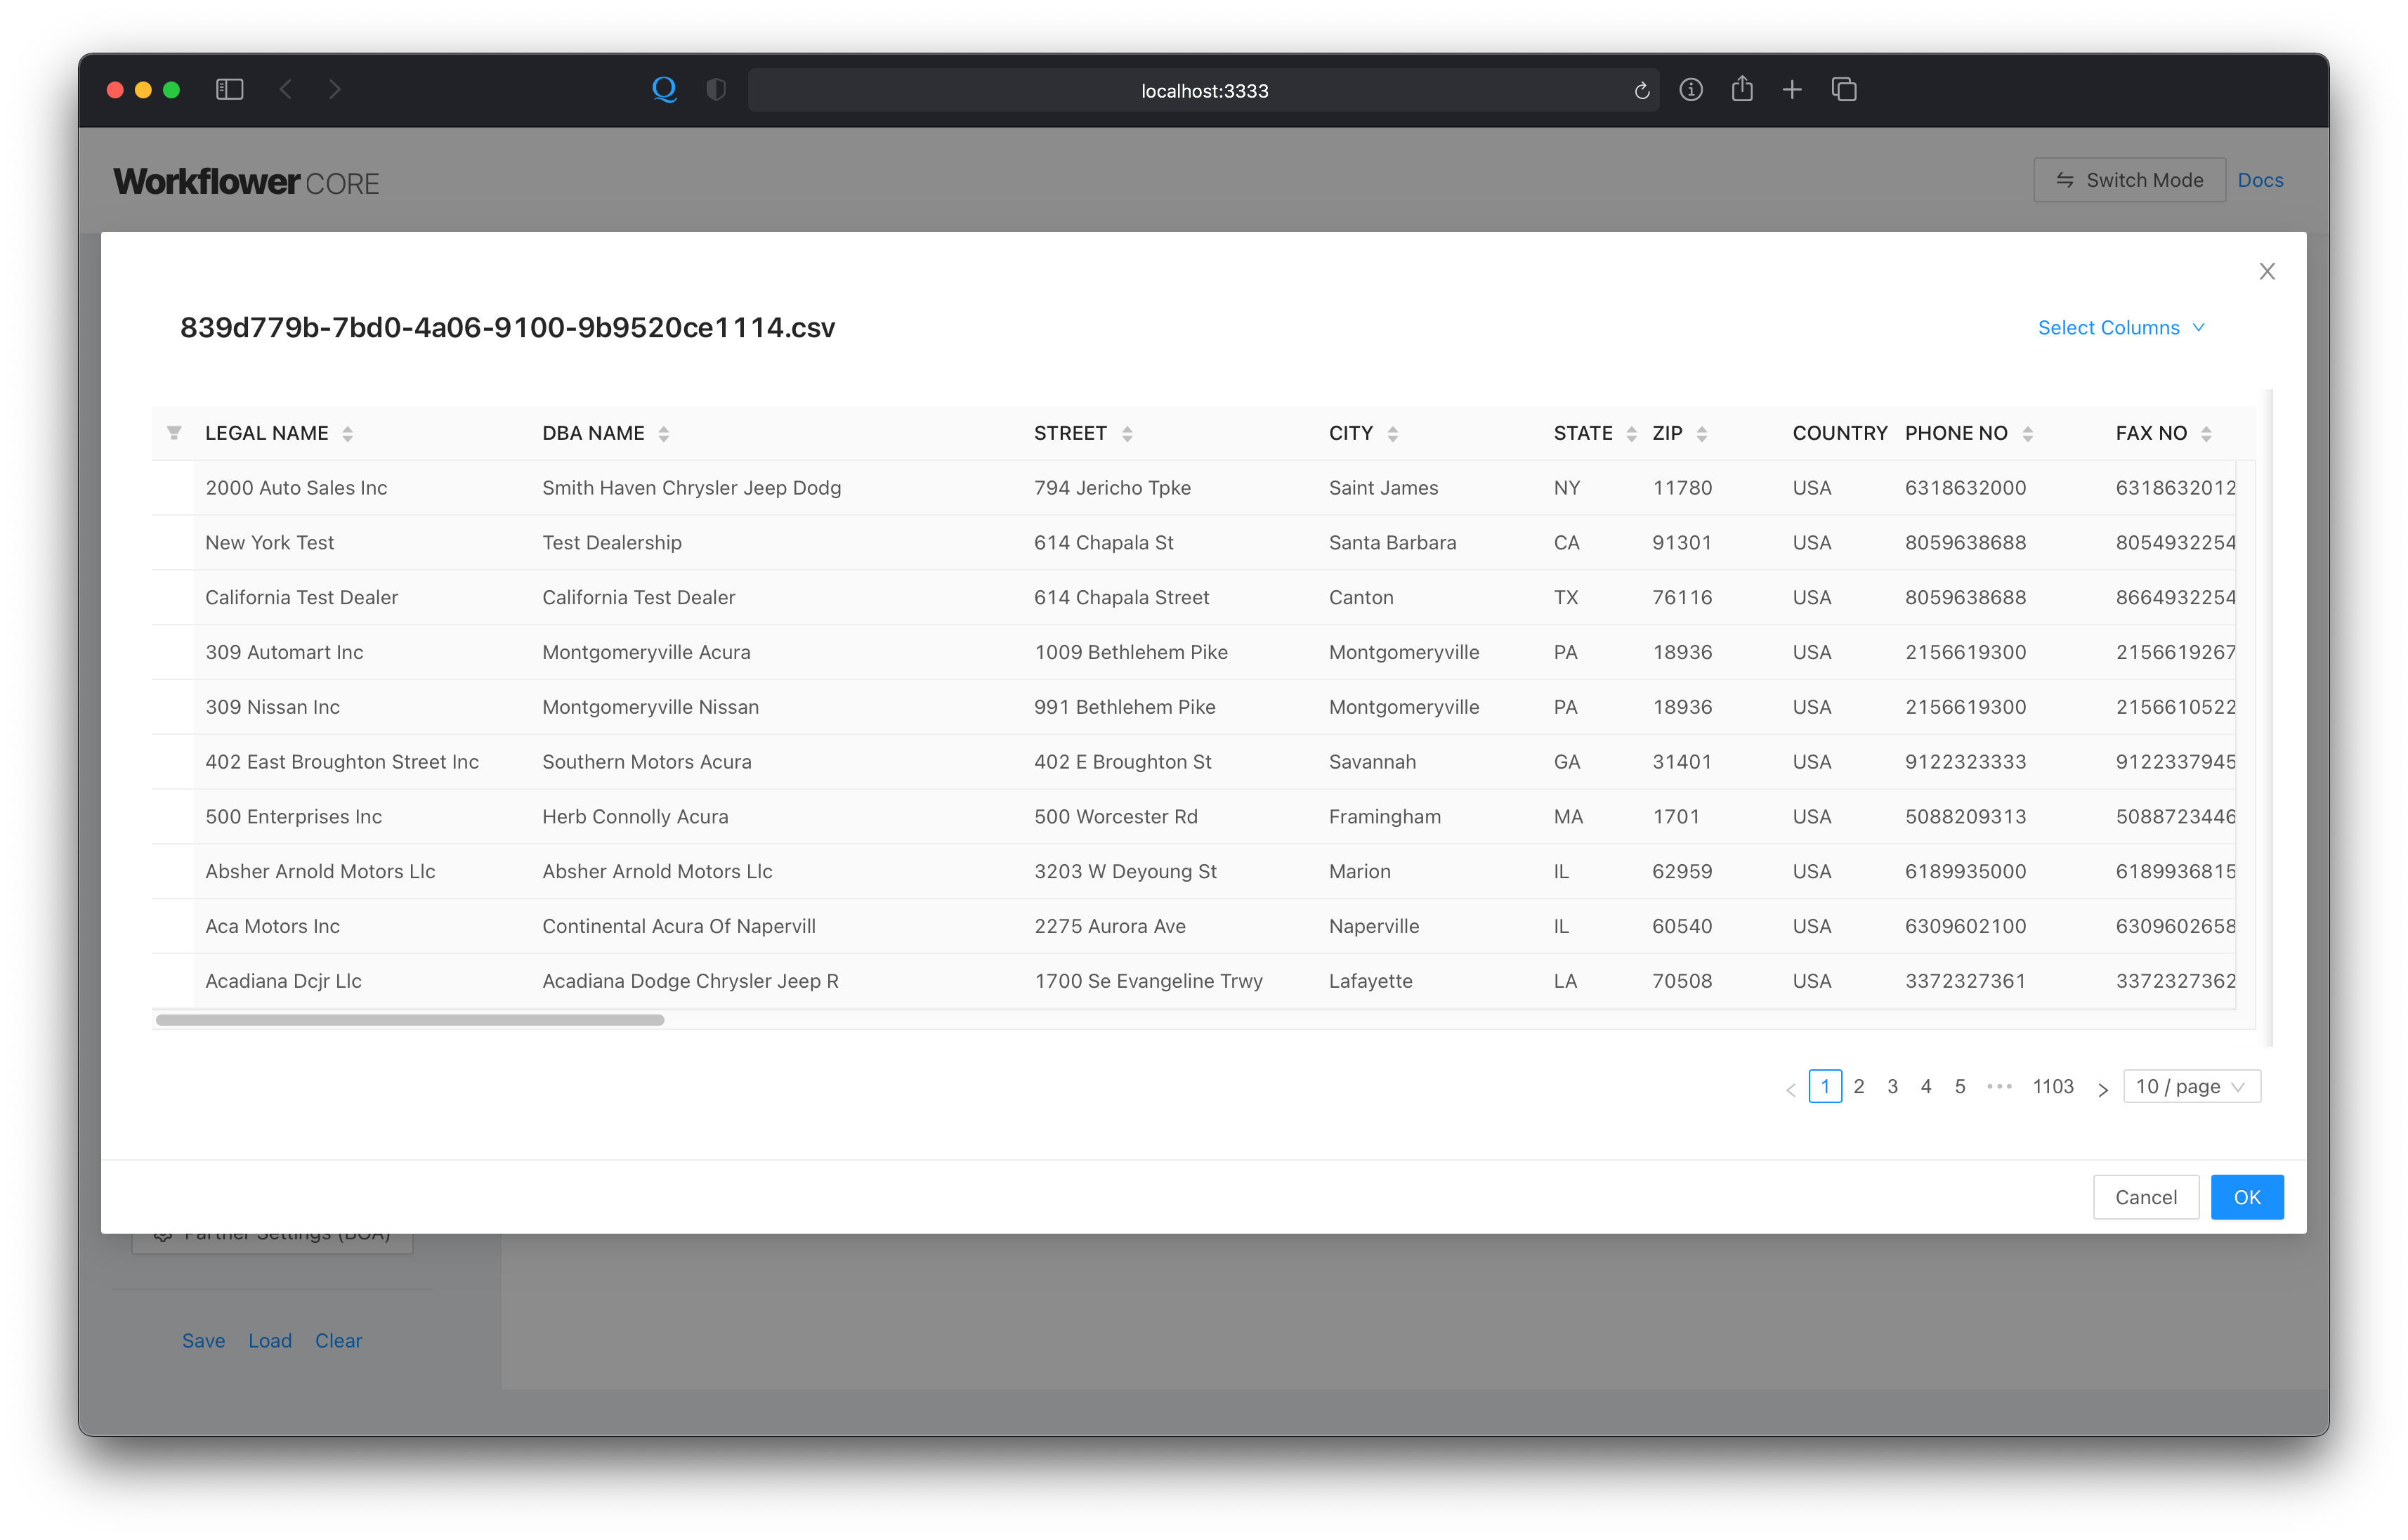 localhost:3333
Workflower CORE
Switch Mode Docs
839d779b-7bd0-4a06-9100-9b9520ce1114.csv
Select Columns
LEGAL NAME DBA NAME STREET CITY STATE ZIP COUNTRY PHONE NO FAX NO
2000 Auto Sales Inc Smith Haven Chrysler Jeep Dodg 794 Jericho Tpke Saint James NY 11780 USA 6318632000 6318632012
New York Test Test Dealership 614 Chapala St Santa Barbara CA 91301 USA 8059638688 8054932254
California Test Dealer California Test Dealer 614 Chapala Street Canton TX 76116 USA 8059638688 8664932254
309 Automart Inc Montgomeryville Acura 1009 Bethlehem Pike Montgomeryville PA 18936 USA 2156619300 2156619267
309 Nissan Inc Montgomeryville Nissan 991 Bethlehem Pike Montgomeryville PA 18936 USA 2156619300 2156610522
402 East Broughton Street Inc Southern Motors Acura 402 E Broughton St Savannah GA 31401 USA 9122323333 9122337945
500 Enterprises Inc Herb Connolly Acura 500 Worcester Rd Framingham MA 1701 USA 5088209313 5088723446
Absher Arnold Motors Llc Absher Arnold Motors Llc 3203 W Deyoung St Marion IL 62959 USA 6189935000 6189936815
Aca Motors Inc Continental Acura Of Napervill 2275 Aurora Ave Naperville IL 60540 USA 6309602100 6309602658
Acadiana Dcjr Llc Acadiana Dodge Chrysler Jeep R 1700 Se Evangeline Trwy Lafayette LA 70508 USA 3372327361 3372327362
1 2 3 4 5 ••• 1103 10 / page
Cancel OK
Partner Settings (BOA)
Save Load Clear